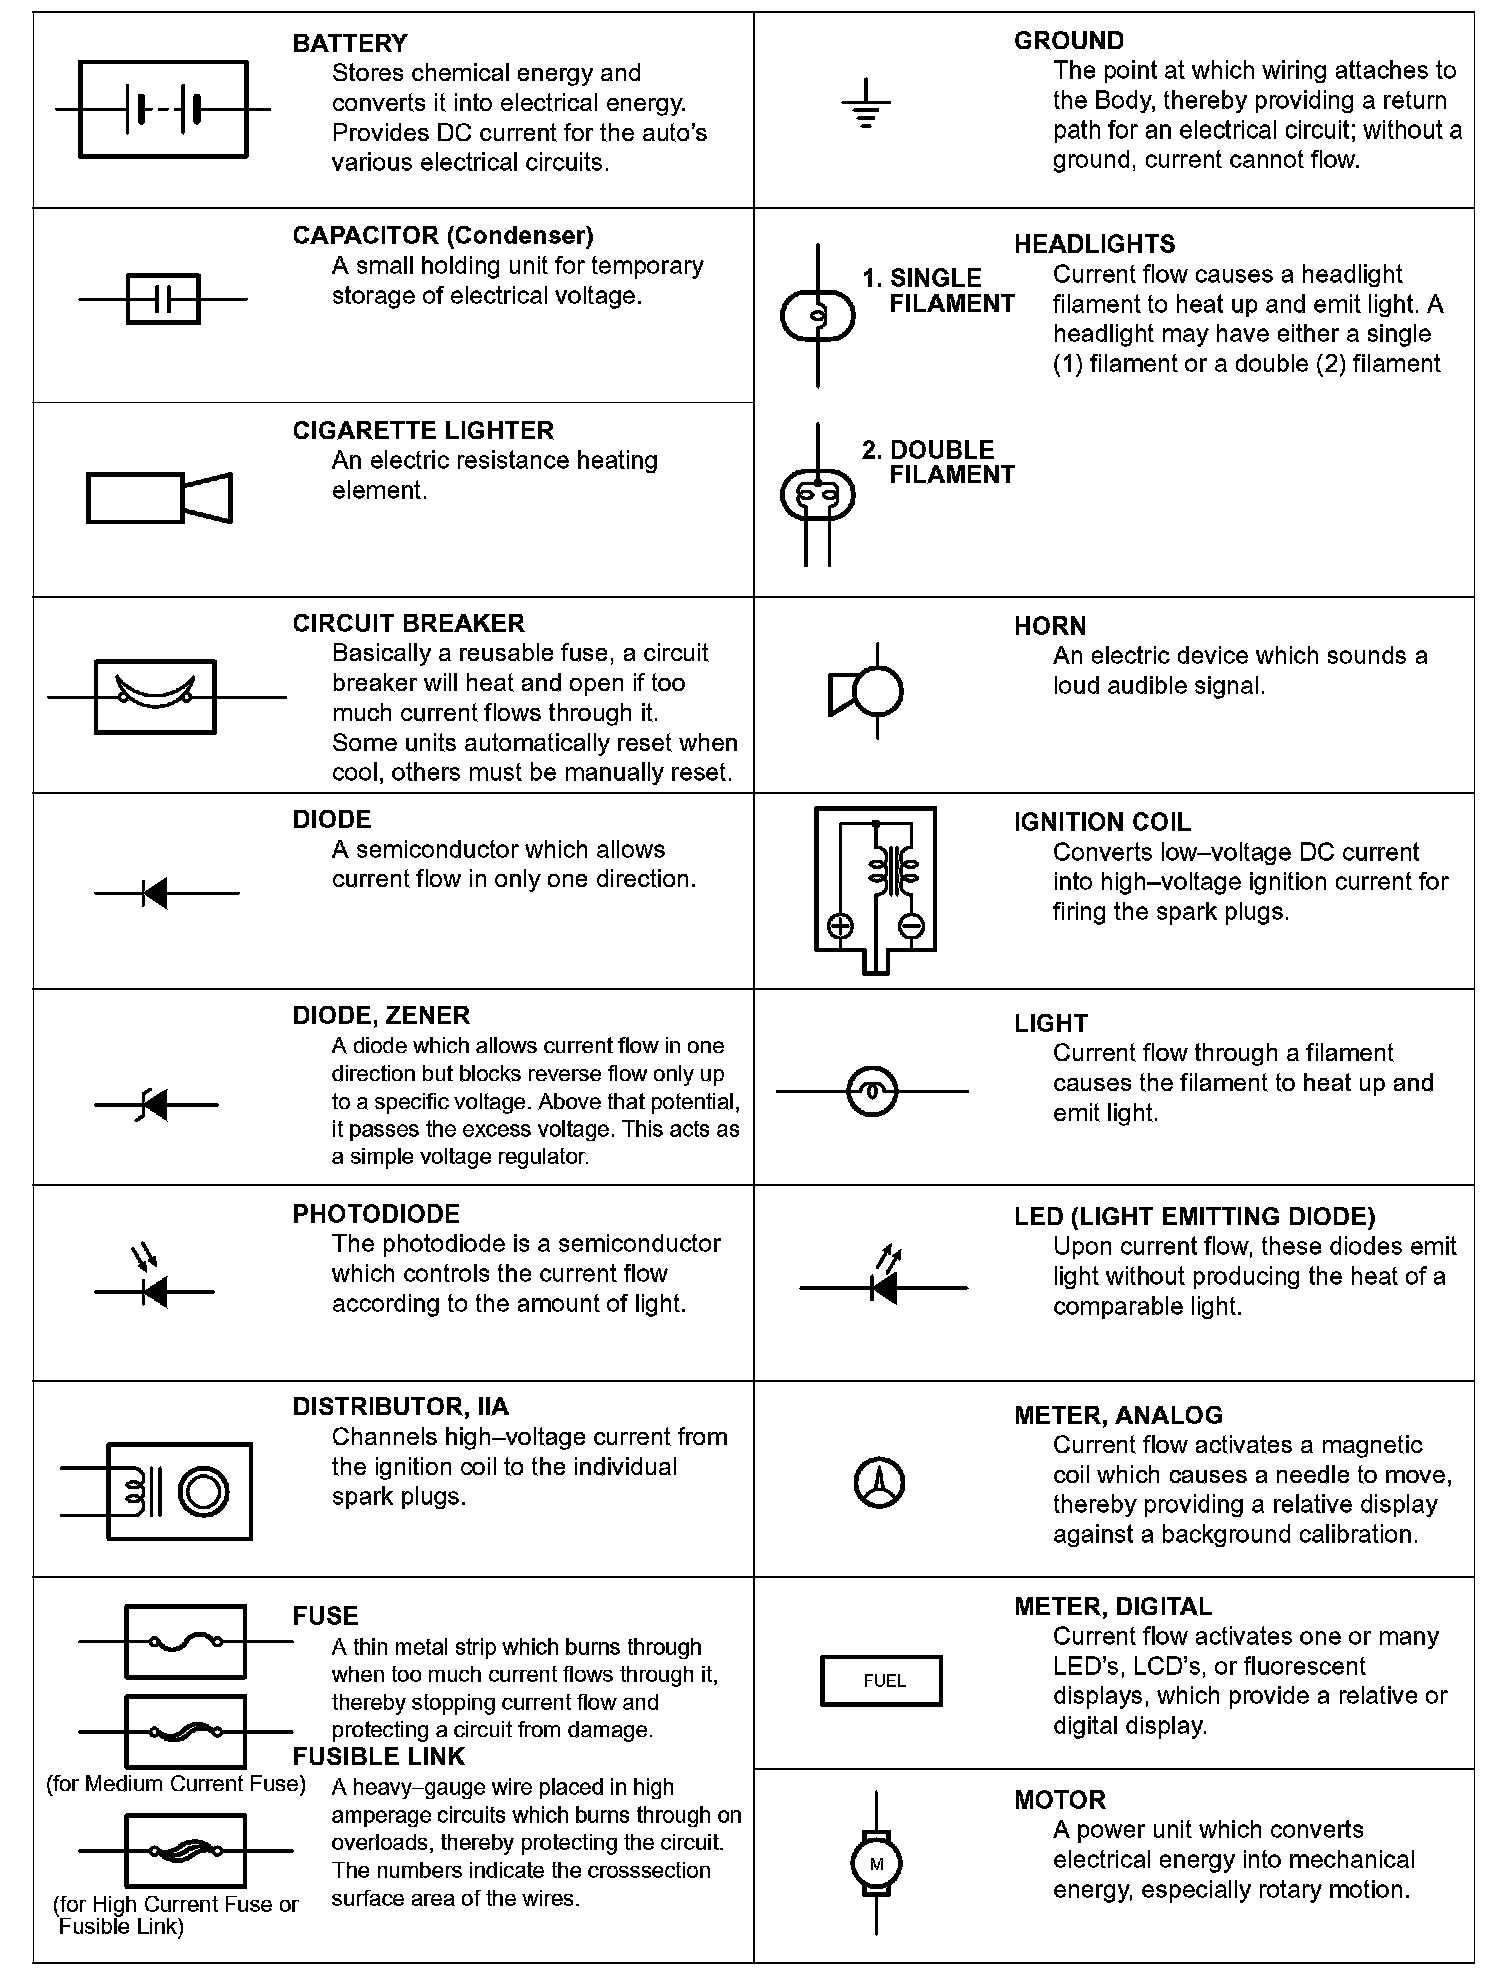 BATTERY
Stores chemical energy and
converts it into electrical energy.
Provides DC current for the auto's
various electrical circuits.
CAPACITOR (Condenser)
A small holding unit for temporary
storage of electrical voltage.
CIGARETTE LIGHTER
An electric resistance heating
element.
CIRCUIT BREAKER
Basically a reusable fuse, a circuit
breaker will heat and open if too
much current flows through it.
Some units automatically reset when
cool, others must be manually reset.
DIODE
A semiconductor which allows
current flow in only one direction.
DIODE, ZENER
A diode which allows current flow in one
direction but blocks reverse flow only up
to a specific voltage. Above that potential,
it passes the excess voltage. This acts as
a simple voltage regulator.
PHOTODIODE
The photodiode is a semiconductor
which controls the current flow
according to the amount of light.
DISTRIBUTOR, IIA
Channels high–voltage current from
the ignition coil to the individual
spark plugs.
FUSE
A thin metal strip which burns through
when too much current flows through it,
thereby stopping current flow and
protecting a circuit from damage.
FUSIBLE LINK
(for Medium Current Fuse)
A heavy–gauge wire placed in high
amperage circuits which burns through on
overloads, thereby protecting the circuit.
The numbers indicate the crosssection
surface area of the wires.
(for High Current Fuse or
Fusible Link)
GROUND
The point at which wiring attaches to
the Body, thereby providing a return
path for an electrical circuit; without a
ground, current cannot flow.
HEADLIGHTS
1. SINGLE
FILAMENT
Current flow causes a headlight
filament to heat up and emit light. A
headlight may have either a single
(1) filament or a double (2) filament
2. DOUBLE
FILAMENT
HORN
An electric device which sounds a
loud audible signal.
IGNITION COIL
Converts low–voltage DC current
into high–voltage ignition current for
firing the spark plugs.
LIGHT
Current flow through a filament
causes the filament to heat up and
emit light.
LED (LIGHT EMITTING DIODE)
Upon current flow, these diodes emit
light without producing the heat of a
comparable light.
METER, ANALOG
Current flow activates a magnetic
coil which causes a needle to move,
thereby providing a relative display
against a background calibration.
METER, DIGITAL
Current flow activates one or many
LED's, LCD's, or fluorescent
displays, which provide a relative or
digital display.
FUEL
MOTOR
A power unit which converts
electrical energy into mechanical
energy, especially rotary motion.
M